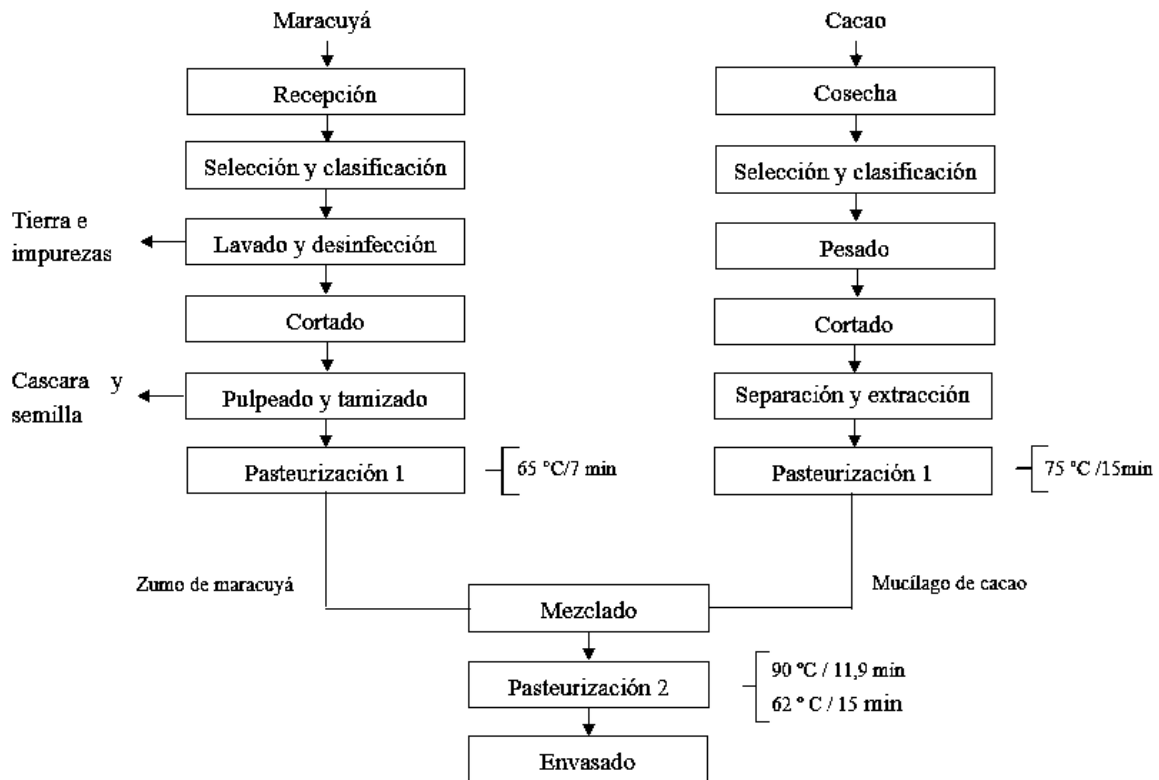 Maracuyá
Recepción
Selección y clasificación
Tierra e
impurezas
Lavado y desinfección
Cortado
Cascara y
semilla
Pulpeado y tamizado
Pasteurización 1
65 °C/7 min
Zumo de maracuyá
Cacao
Cosecha
Selección y clasificación
Pesado
Cortado
Separación y extracción
Pasteurización 1
75 °C /15min
Mucílago de cacao
Mezclado
Pasteurización 2
90 °C / 11,9 min
62 ° C / 15 min
Envasado